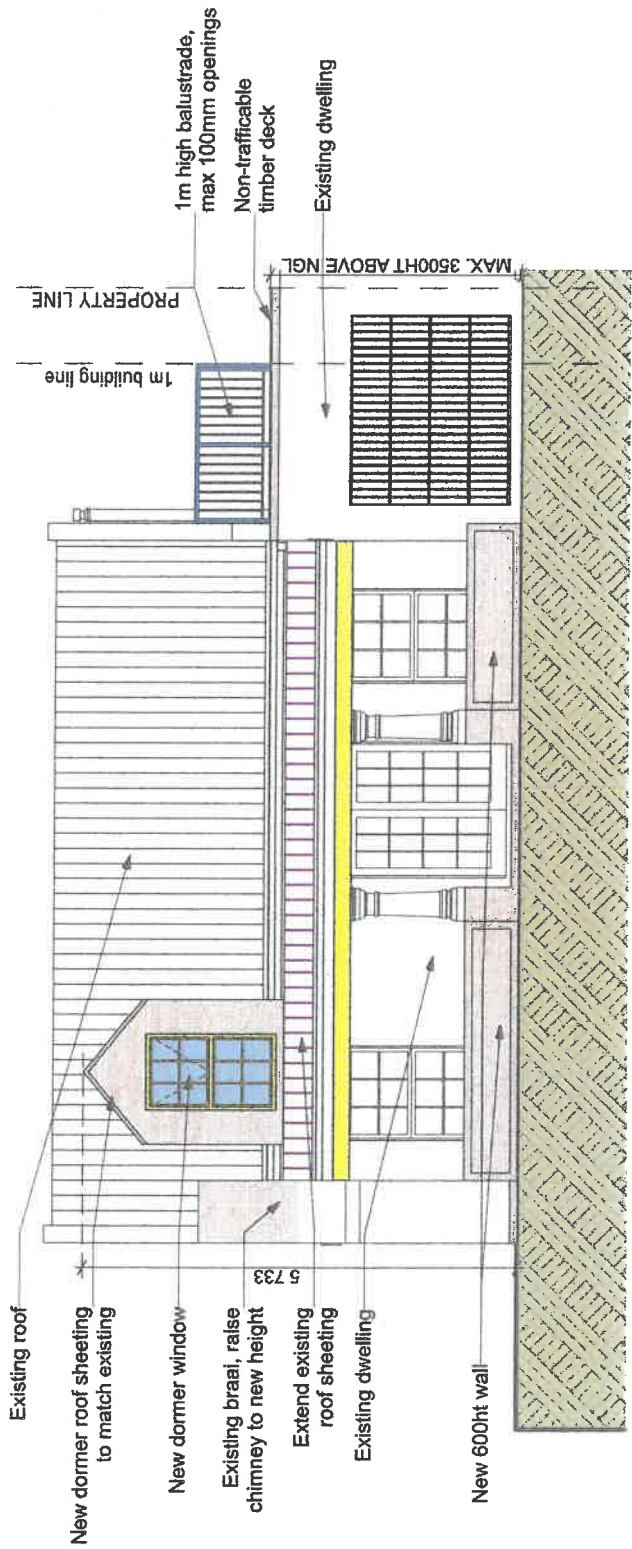 Existing roof
New dormer roof sheeting
to match existing
New dormer window
Existing braai, raise
chimney to new height
Extend existing
roof sheeting
Existing dwelling
New 600ht wall
5 733
1m building line
PROPERTY LINE
1m high balustrade,
max 100mm openings
Non-trafficable
timber deck
Existing dwelling
MAX. 3500HT ABOVE NGL